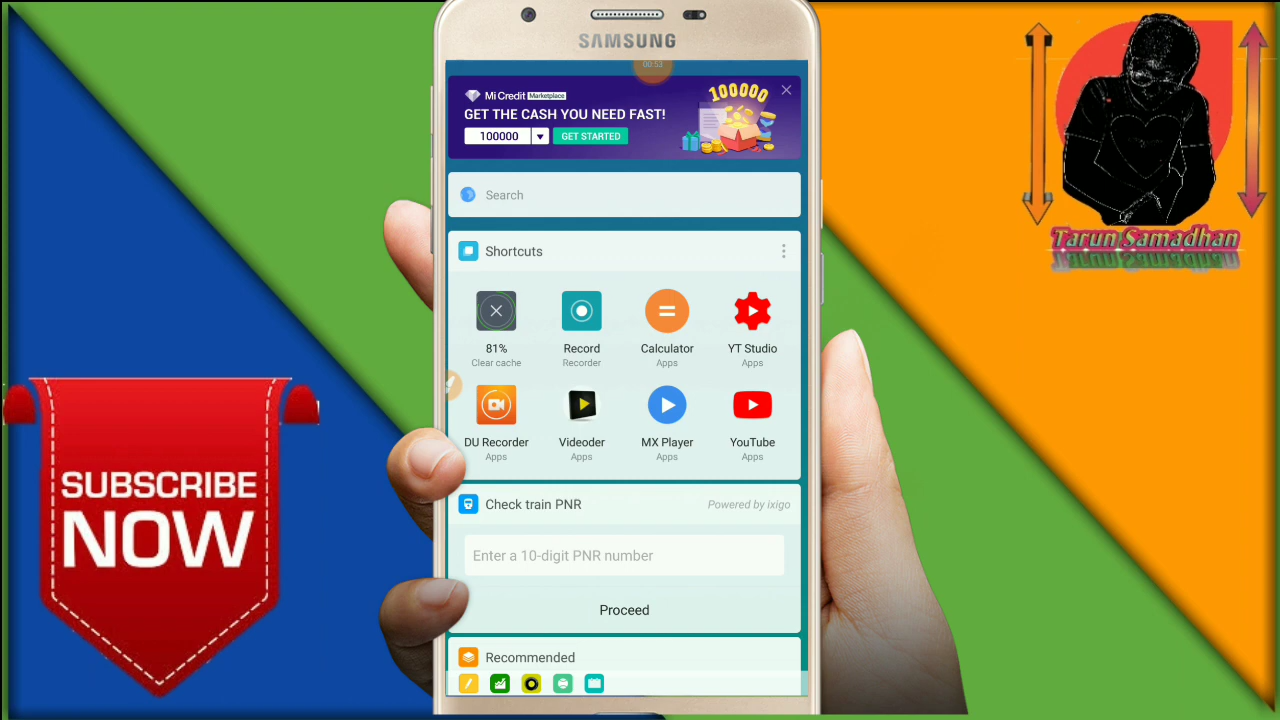 SAMSUNG
00:53
Mi Credit Marketplace
100000
GET THE CASH YOU NEED FAST!
100000
GET STARTED
Search
Shortcuts
81%
Clear cache
Record
Recorder
Calculator
Apps
YT Studio
Apps
DU Recorder
Apps
Videoder
Apps
MX Player
Apps
YouTube
Apps
Check train PNR
Powered by ixigo
Enter a 10-digit PNR number
Proceed
Recommended
SUBSCRIBE
NOW
Tarun Samadhan